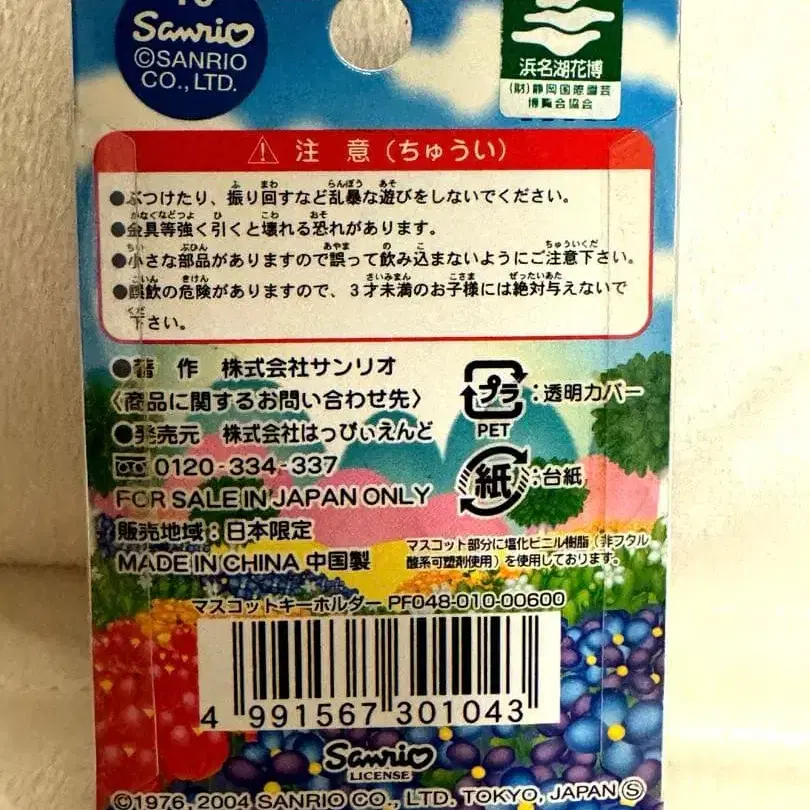 Sanrio
©SANRIO
CO., LTD.
浜名湖花博
(財)静岡国際園芸
博覧会協会
⚠ 注 意 (ちゅうい)
●ぶつけたり、振り回すなど乱暴な遊びをしないでください。
●金具等強く引くと壊れる恐れがあります。
●小さな部品がありますので誤って飲み込まないようにご注意下さい。
●誤飲の危険がありますので、3才未満のお子様には絶対与えないで
下さい。
●著 作 株式会社サンリオ
〈商品に関するお問い合わせ先〉
●発売元 株式会社はっぴぃえんど
0120-334-337
FOR SALE IN JAPAN ONLY
販売地域:日本限定
MADE IN CHINA 中国製
プラ:透明カバー
PET
紙:台紙
マスコット部分に塩化ビニル樹脂(非フタル
酸系可塑剤使用)を使用しております。
マスコットキーホルダー PF048-010-00600
4 991567 301043
Sanrio
LICENSE
©1976, 2004 SANRIO CO., LTD. TOKYO, JAPAN Ⓢ